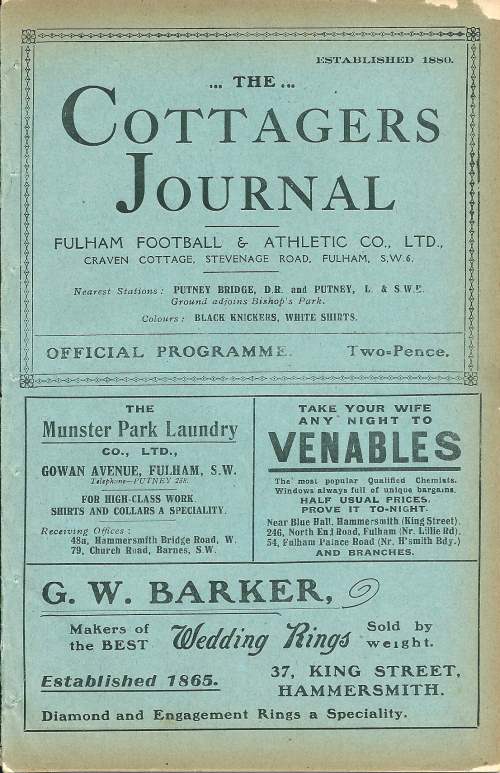 ESTABLISHED 1880.
... THE ...
COTTAGERS
JOURNAL
FULHAM FOOTBALL & ATHLETIC CO., LTD.,
CRAVEN COTTAGE, STEVENAGE ROAD, FULHAM, S.W.6.
Nearest Stations: PUTNEY BRIDGE, D.R. and PUTNEY, L. & S.W.R.
Ground adjoins Bishop's Park.
Colours: BLACK KNICKERS, WHITE SHIRTS.
OFFICIAL PROGRAMME. Two=Pence.
THE
Munster Park Laundry
CO., LTD.,
GOWAN AVENUE, FULHAM, S.W.
Telephone—PUTNEY 258.
FOR HIGH-CLASS WORK
SHIRTS AND COLLARS A SPECIALITY.
Receiving Offices:
48a, Hammersmith Bridge Road, W.
79, Church Road, Barnes, S.W.
TAKE YOUR WIFE
ANY NIGHT TO
VENABLES
The most popular Qualified Chemists.
Windows always full of unique bargains.
HALF USUAL PRICES.
PROVE IT TO-NIGHT.
Near Blue Hall, Hammersmith (King Street).
246, North End Road, Fulham (Nr. Lillie Rd).
54, Fulham Palace Road (Nr. H'smith Bdy.)
AND BRANCHES.
G. W. BARKER,
Makers of the BEST Wedding Rings Sold by weight.
Established 1865.
37, KING STREET,
HAMMERSMITH.
Diamond and Engagement Rings a Speciality.